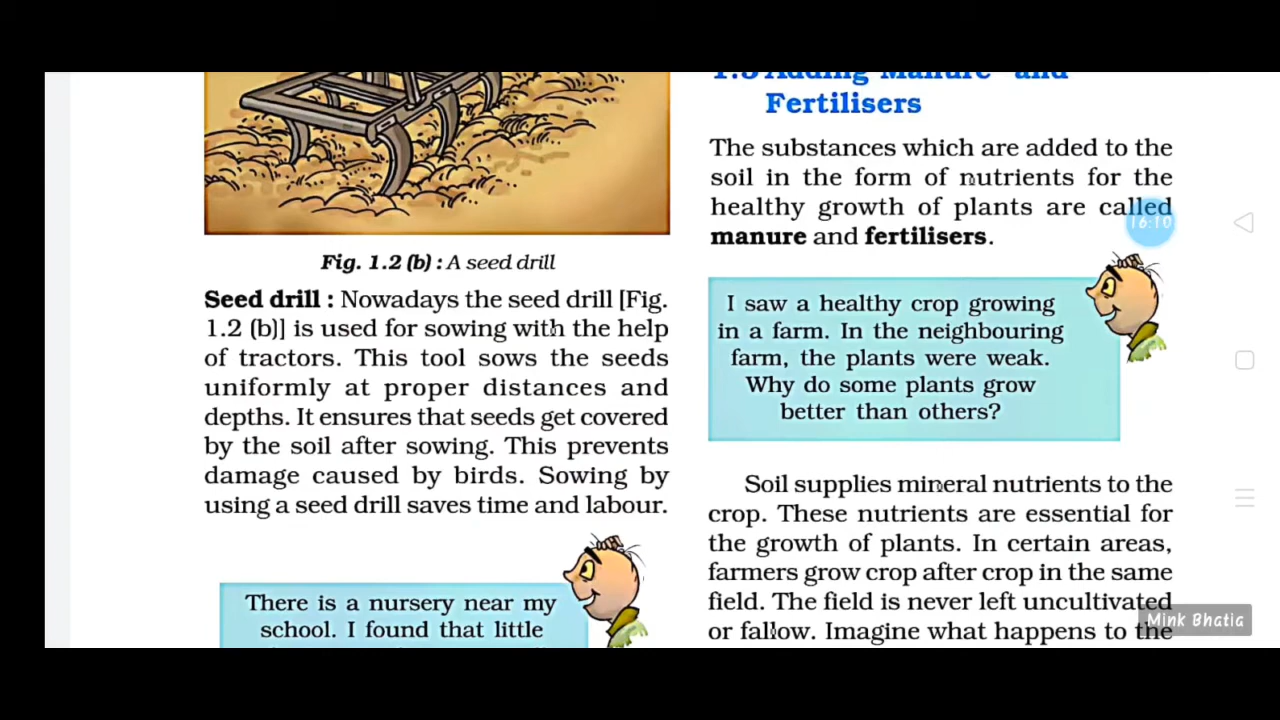 Fig. 1.2 (b) : A seed drill
Seed drill : Nowadays the seed drill [Fig.
1.2 (b)] is used for sowing with the help
of tractors. This tool sows the seeds
uniformly at proper distances and
depths. It ensures that seeds get covered
by the soil after sowing. This prevents
damage caused by birds. Sowing by
using a seed drill saves time and labour.
There is a nursery near my
school. I found that little
1.3 Adding Manure and
Fertilisers
The substances which are added to the
soil in the form of nutrients for the
healthy growth of plants are called
manure and fertilisers.
16:10
I saw a healthy crop growing
in a farm. In the neighbouring
farm, the plants were weak.
Why do some plants grow
better than others?
Soil supplies mineral nutrients to the
crop. These nutrients are essential for
the growth of plants. In certain areas,
farmers grow crop after crop in the same
field. The field is never left uncultivated
or fallow. Imagine what happens to the
Mink Bhatia